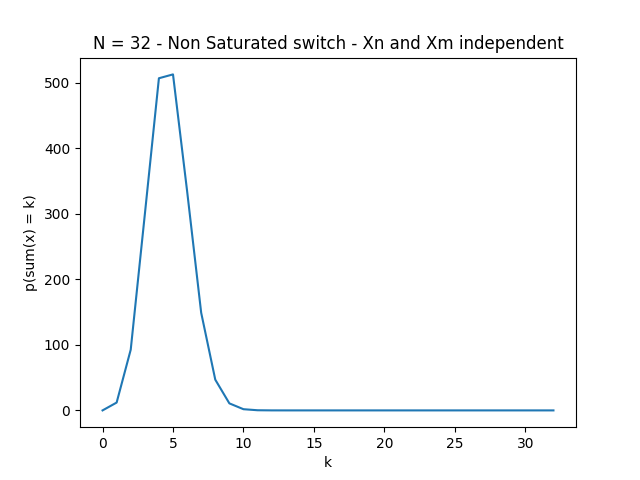 N = 32 - Non Saturated switch - Xn and Xm independent
500
400
300
200
100
0
p(sum(x) = k)
0 5 10 15 20 25 30
k